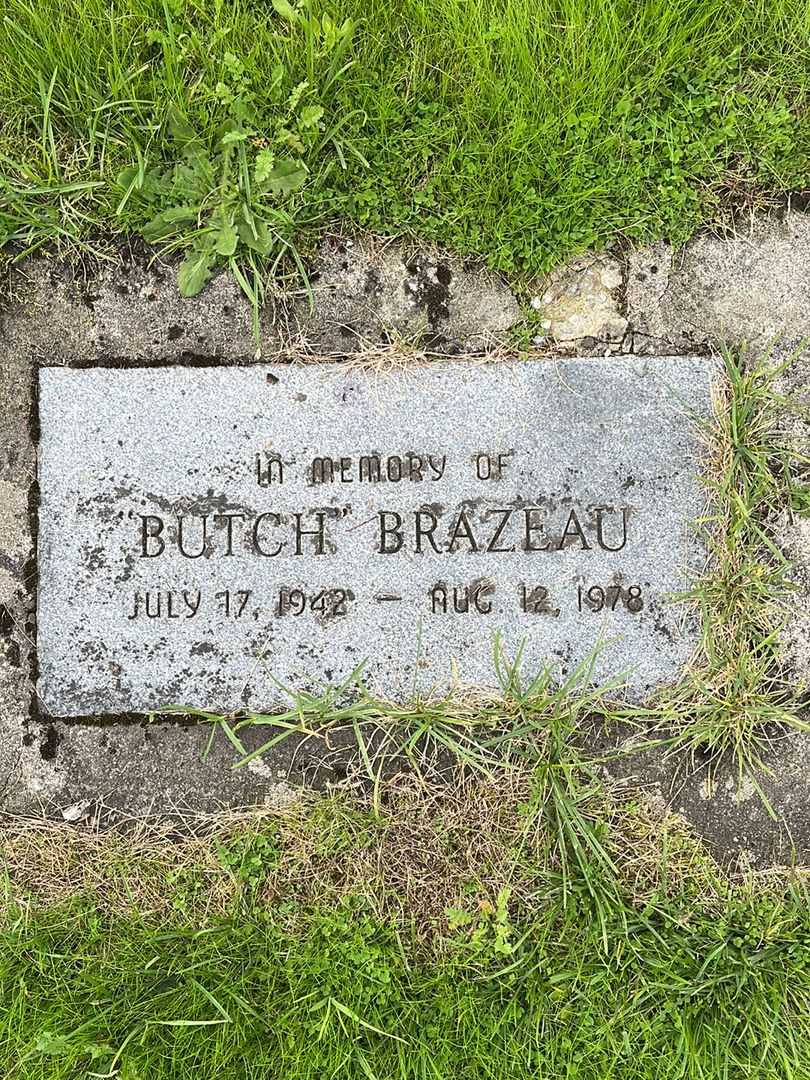 IN MEMORY OF
"BUTCH" BRAZEAU
JULY 17, 1942 — AUG 12, 1978